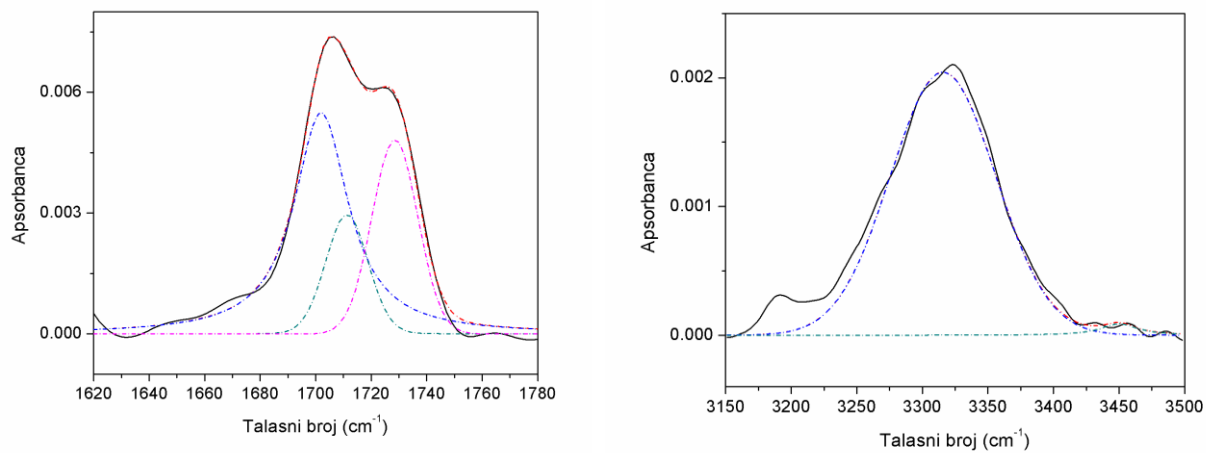 0.006
0.003
0.000
Apsorbanca
1620 1640 1660 1680 1700 1720 1740 1760 1780
Talasni broj (cm⁻¹)
0.002
0.001
0.000
Apsorbanca
3150 3200 3250 3300 3350 3400 3450 3500
Talasni broj (cm⁻¹)